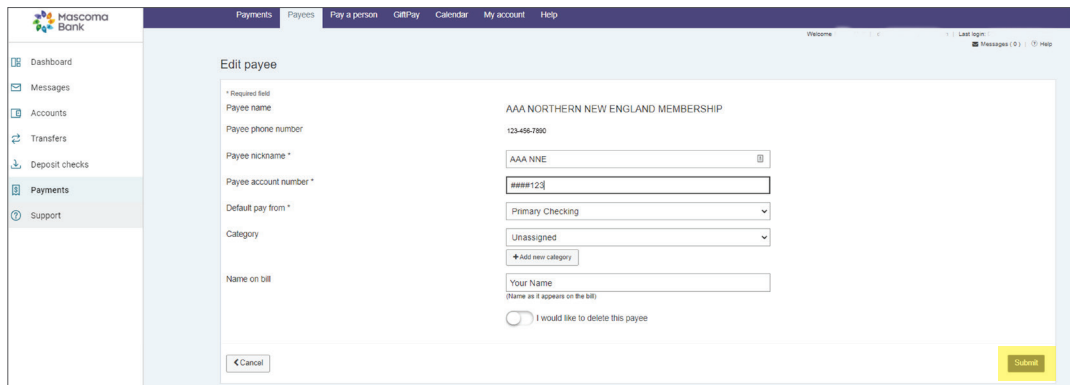 Mascoma
Bank
Payments Payees Pay a person GiftPay Calendar My account Help
Welcome | Last login
Messages ( 0 ) | Help
Dashboard
Messages
Accounts
Transfers
Deposit checks
Payments
Support
Edit payee
* Required field
Payee name AAA NORTHERN NEW ENGLAND MEMBERSHIP
Payee phone number 123-456-7890
Payee nickname * AAA NNE
Payee account number * ####123
Default pay from * Primary Checking
Category Unassigned
+Add new category
Name on bill Your Name
(Name as it appears on the bill)
I would like to delete this payee
Cancel Submit